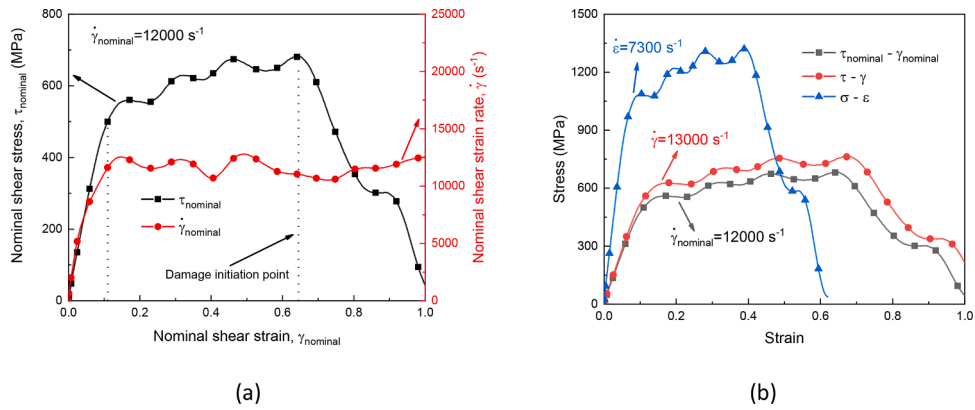 (a)
Nominal shear stress, τnominal (MPa)
800
600
400
200
0
γ̇nominal=12000 s⁻¹
τnominal
γ̇nominal
Damage initiation point
25000
20000
15000
10000
5000
0
Nominal shear strain rate, γ̇ (s⁻¹)
0.0 0.2 0.4 0.6 0.8 1.0
Nominal shear strain, γnominal
(a)
(b)
Stress (MPa)
1500
1200
900
600
300
0
ε̇=7300 s⁻¹
τnominal - γnominal
τ - γ
σ - ε
γ̇=13000 s⁻¹
γ̇nominal=12000 s⁻¹
0.0 0.2 0.4 0.6 0.8 1.0
Strain
(b)